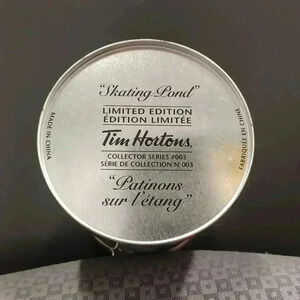 "Skating Pond"
LIMITED EDITION
ÉDITION LIMITÉE
Tim Hortons
COLLECTOR SERIES #003
SÉRIE DE COLLECTION Nº 003
"Patinons
sur l'étang"
MADE IN CHINA
FABRIQUÉE EN CHINE